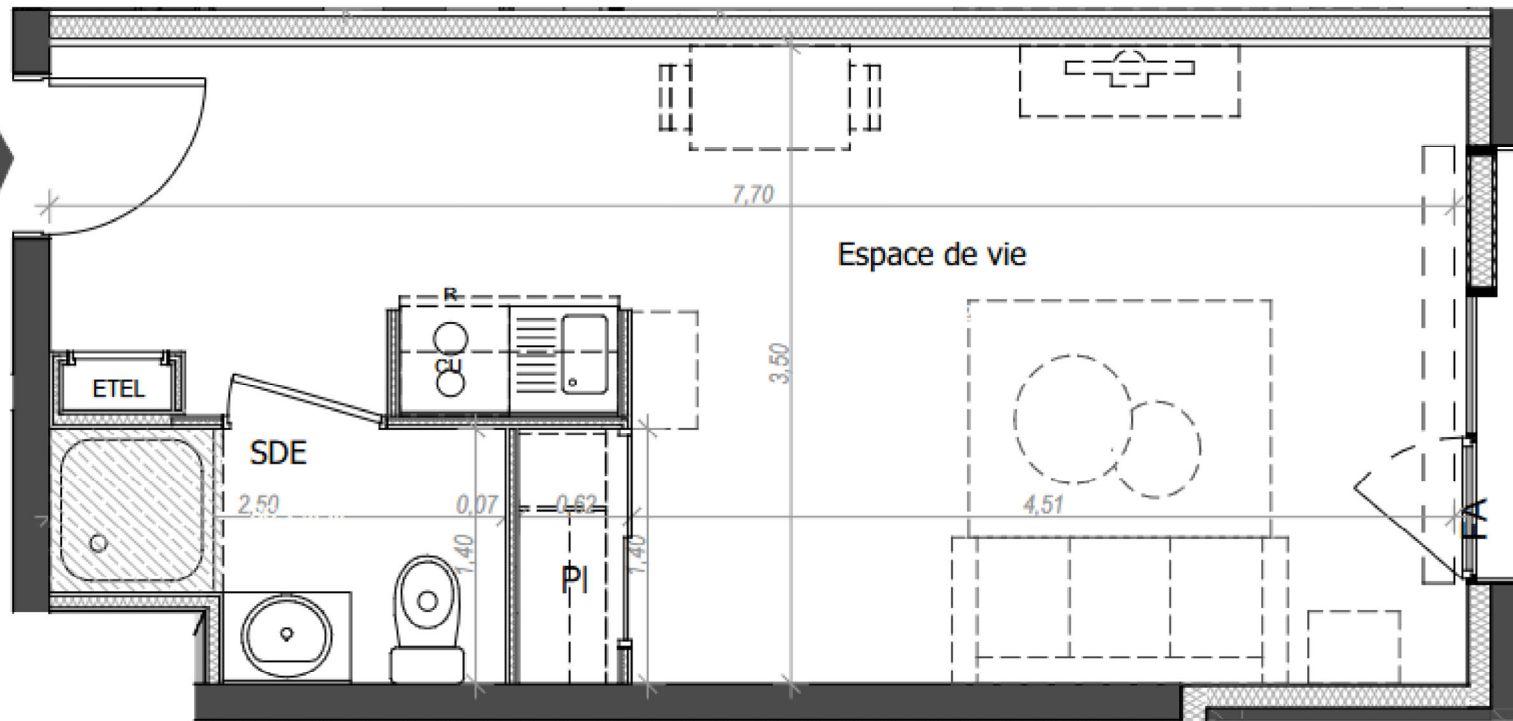 7,70
Espace de vie
R
CU
3,50
ETEL
SDE
2,50
0,07
0,62
4,51
FA
1,40
1,40
Pl